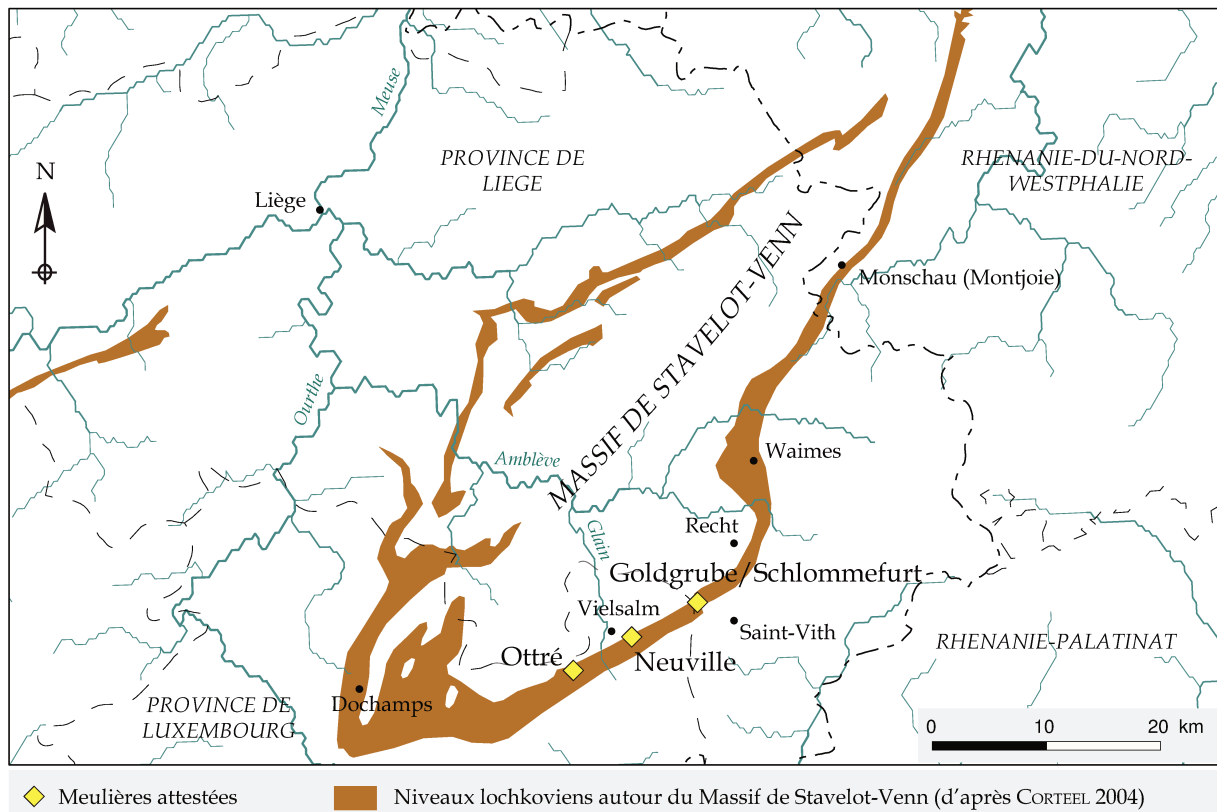 Meuse
PROVINCE DE
LIEGE
RHENANIE-DU-NORD-
WESTPHALIE
N
Liège
Monschau (Montjoie)
MASSIF DE STAVELOT-VENN
Ourthe
Amblève
Waimes
Glain
Recht
Goldgrube/Schlommefurt
Vielsalm
Saint-Vith
Ottré
Neuville
RHENANIE-PALATINAT
Dochamps
PROVINCE DE
LUXEMBOURG
0 10 20 km
Meulières attestées
Niveaux lochkoviens autour du Massif de Stavelot-Venn (d'après CORTEEL 2004)